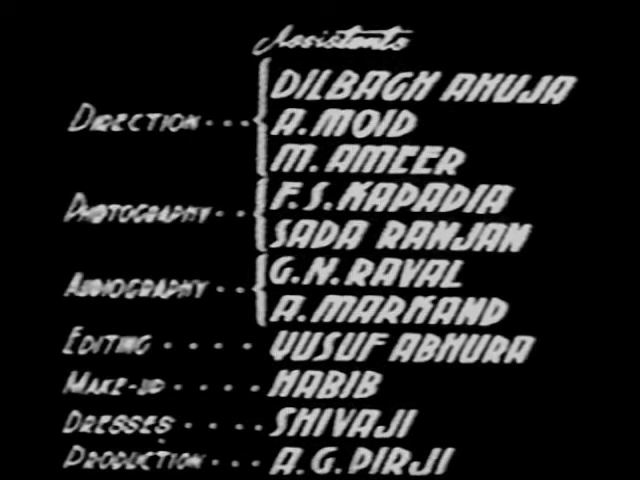 Assistants
DIRECTION... DILBAGH AHUJA
A. MOID
M. AMEER
PHOTOGRAPHY.. F. S. KAPADIA
SADA RANJAN
AUDIOGRAPHY.. G. N. RAVAL
A. MARKAND
EDITING .... YUSUF ABHURA
MAKE-UP ..... HABIB
DRESSES .... SHIVAJI
PRODUCTION... A. G. PIRJI